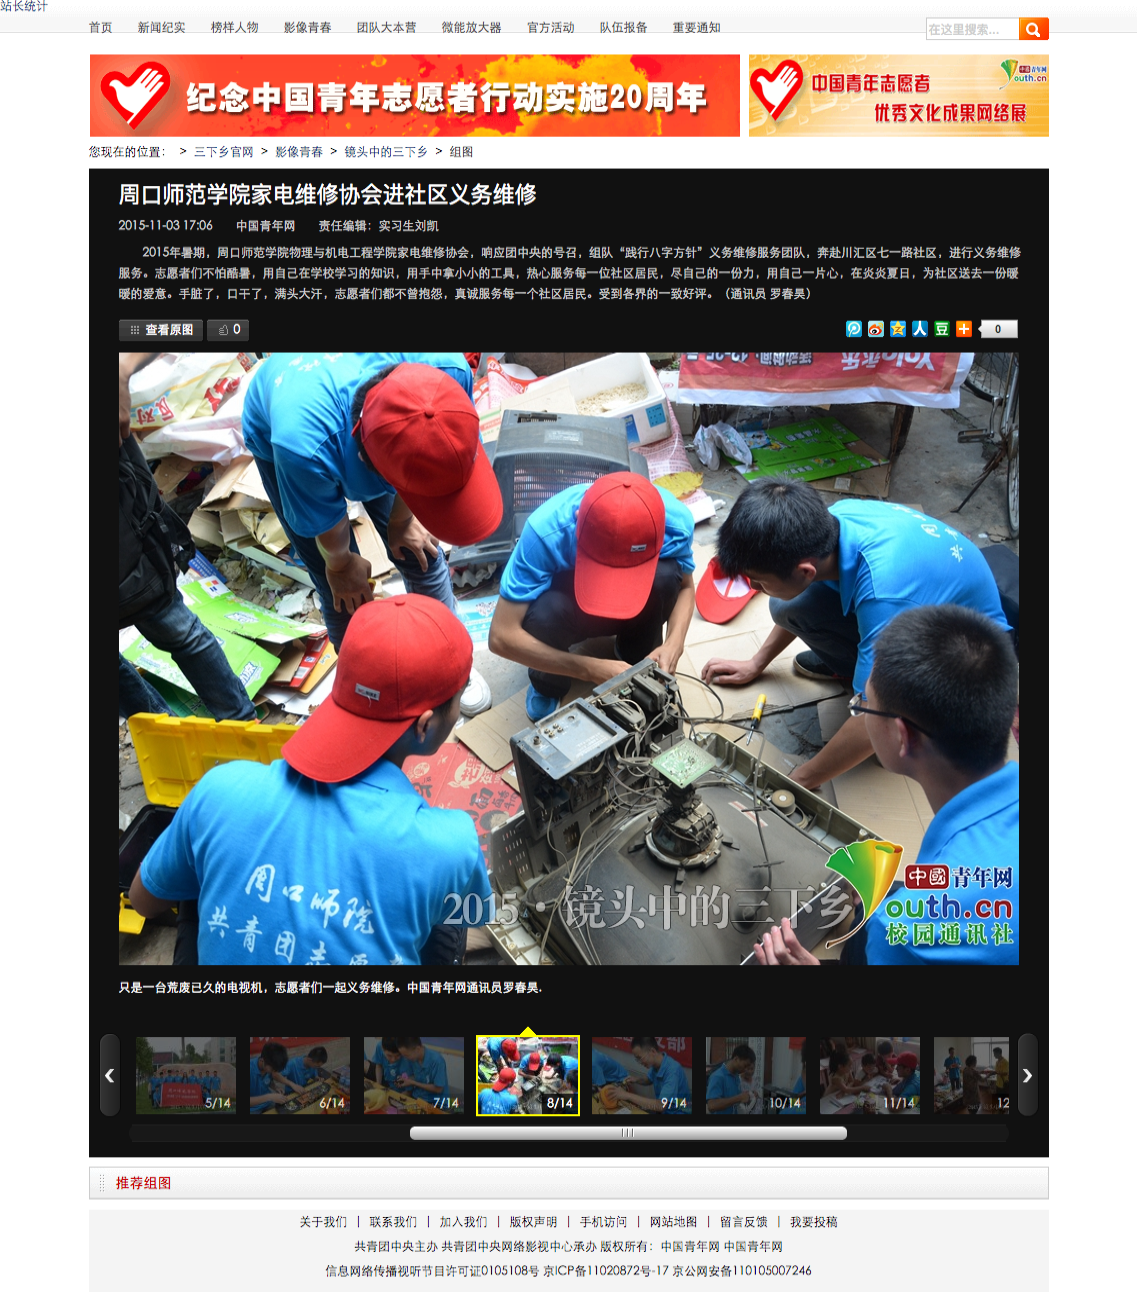 站长统计
首页 新闻纪实 榜样人物 影像青春 团队大本营 微能放大器 官方活动 队伍报备 重要通知
在这里搜索...
纪念中国青年志愿者行动实施20周年
中国青年志愿者
优秀文化成果网络展
中国青年网
outh.cn
您现在的位置： > 三下乡官网 > 影像青春 > 镜头中的三下乡 > 组图
周口师范学院家电维修协会进社区义务维修
2015-11-03 17:06 中国青年网 责任编辑：实习生刘凯
2015年暑期，周口师范学院物理与机电工程学院家电维修协会，响应团中央的号召，组队“践行八字方针”义务维修服务团队，奔赴川汇区七一路社区，进行义务维修
服务。志愿者们不怕酷暑，用自己在学校学习的知识，用手中拿小小的工具，热心服务每一位社区居民，尽自己的一份力，用自己一片心，在炎炎夏日，为社区送去一份暖
暖的爱意。手脏了，口干了，满头大汗，志愿者们都不曾抱怨，真诚服务每一个社区居民。受到各界的一致好评。（通讯员 罗春昊）
查看原图 0
豆 0
周口师院
共青团志愿者
2015·镜头中的三下乡
中國青年网
outh.cn
校园通讯社
只是一台荒废已久的电视机，志愿者们一起义务维修。中国青年网通讯员罗春昊.
5/14 6/14 7/14 8/14 9/14 10/14 11/14 12
推荐组图
关于我们 | 联系我们 | 加入我们 | 版权声明 | 手机访问 | 网站地图 | 留言反馈 | 我要投稿
共青团中央主办 共青团中央网络影视中心承办 版权所有：中国青年网 中国青年网
信息网络传播视听节目许可证0105108号 京ICP备11020872号-17 京公网安备110105007246